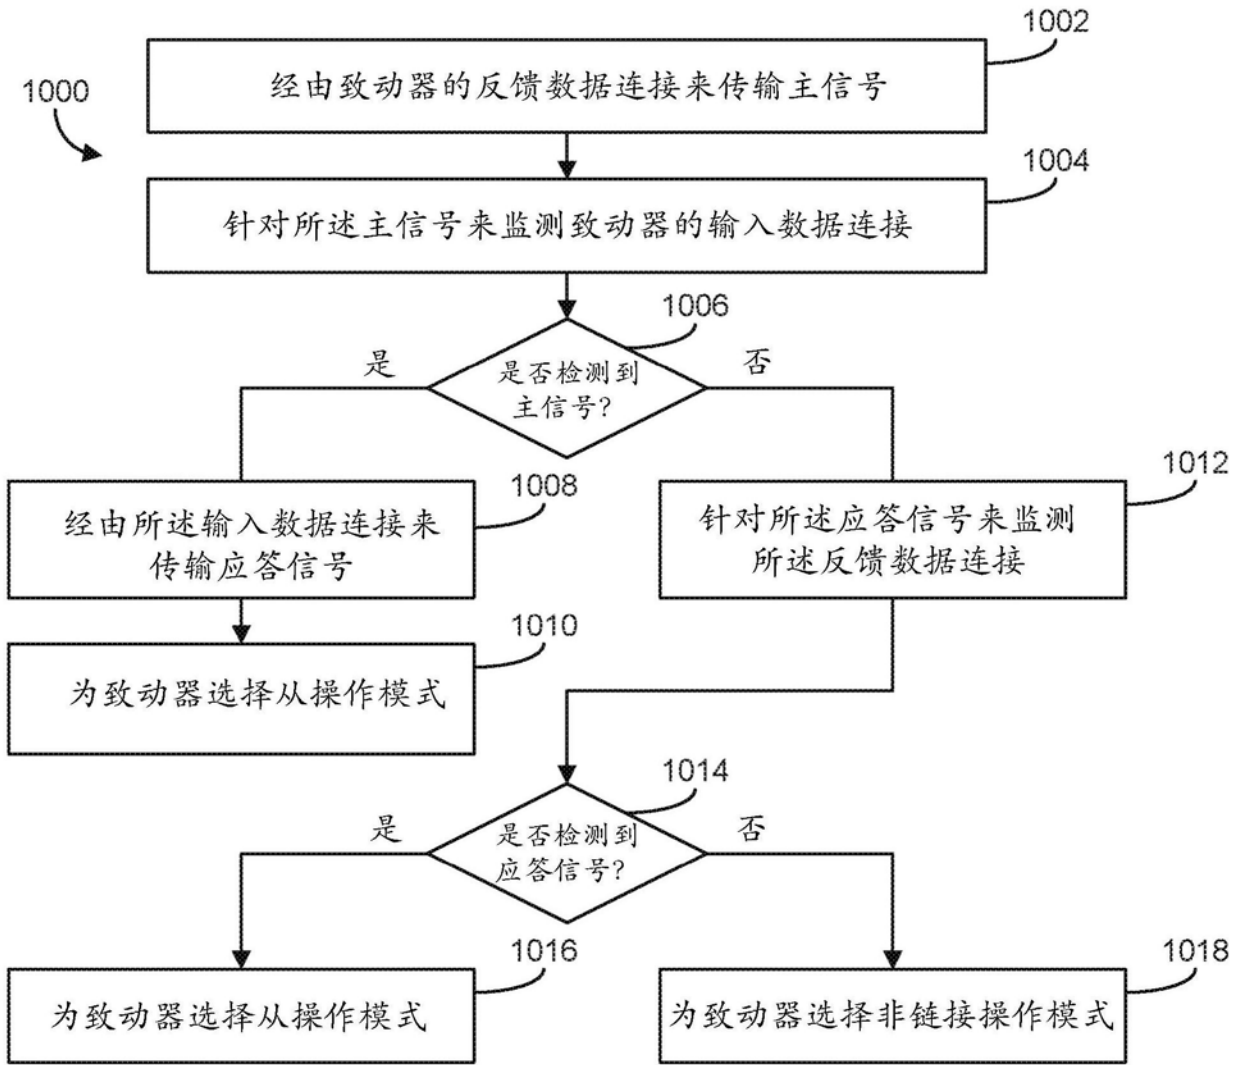 1002
经由致动器的反馈数据连接来传输主信号
1000
1004
针对所述主信号来监测致动器的输入数据连接
1006
是
否
是否检测到
主信号?
1008
1012
经由所述输入数据连接来
传输应答信号
针对所述应答信号来监测
所述反馈数据连接
1010
为致动器选择从操作模式
1014
是
否
是否检测到
应答信号?
1016
1018
为致动器选择从操作模式
为致动器选择非链接操作模式